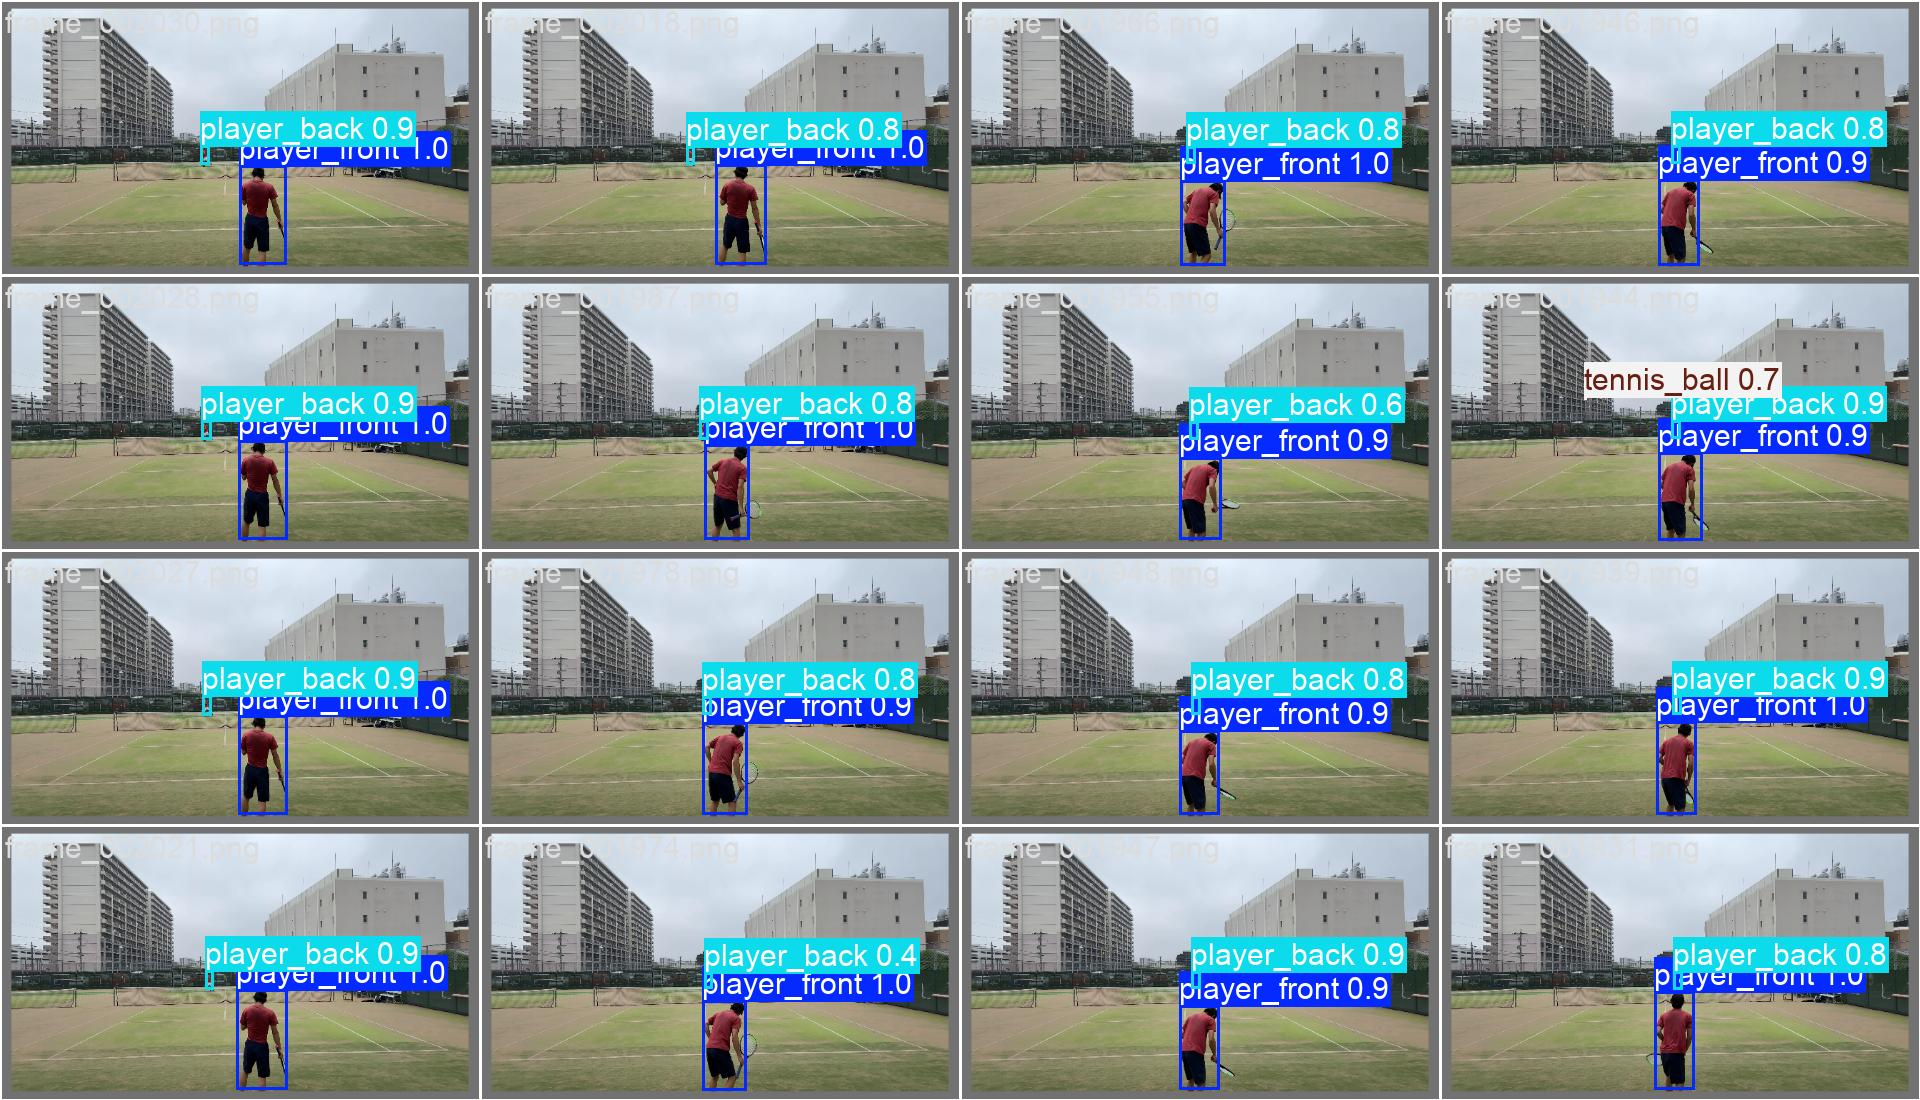 frame_002030.png
player_back 0.9
player_front 1.0
frame_002018.png
player_back 0.8
player_front 1.0
frame_001966.png
player_back 0.8
player_front 1.0
frame_001946.png
player_back 0.8
player_front 0.9
frame_002028.png
player_back 0.9
player_front 1.0
frame_001987.png
player_back 0.8
player_front 1.0
frame_001955.png
player_back 0.6
player_front 0.9
frame_001944.png
tennis_ball 0.7
player_back 0.9
player_front 0.9
frame_002027.png
player_back 0.9
player_front 1.0
frame_001978.png
player_back 0.8
player_front 0.9
frame_001948.png
player_back 0.8
player_front 0.9
frame_001939.png
player_back 0.9
player_front 1.0
frame_002021.png
player_back 0.9
player_front 1.0
frame_001974.png
player_back 0.4
player_front 1.0
frame_001947.png
player_back 0.9
player_front 0.9
frame_001931.png
player_back 0.8
player_front 1.0